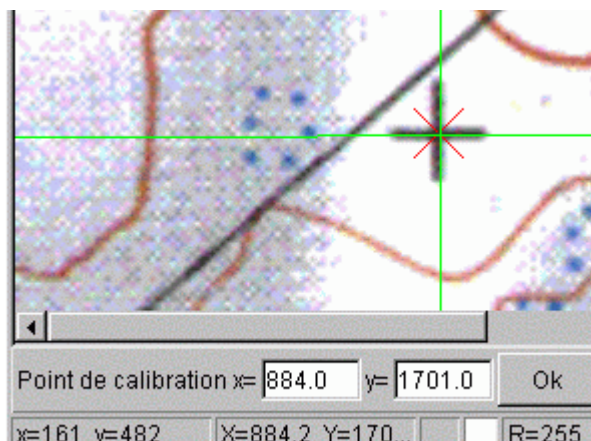 Point de calibration x= 884.0 y= 1701.0 Ok
x=161 y=482 X=884.2 Y=170... R=255